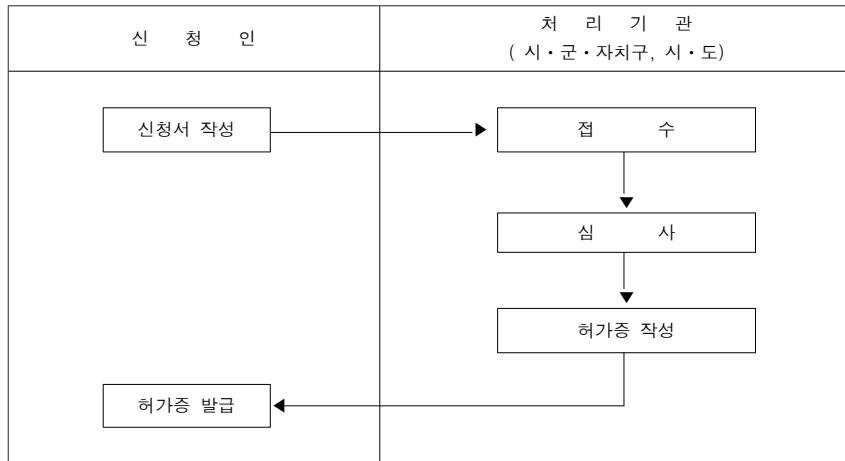 신 청 인
처 리 기 관
( 시·군·자치구, 시·도)
신청서 작성
접 수
심 사
허가증 작성
허가증 발급